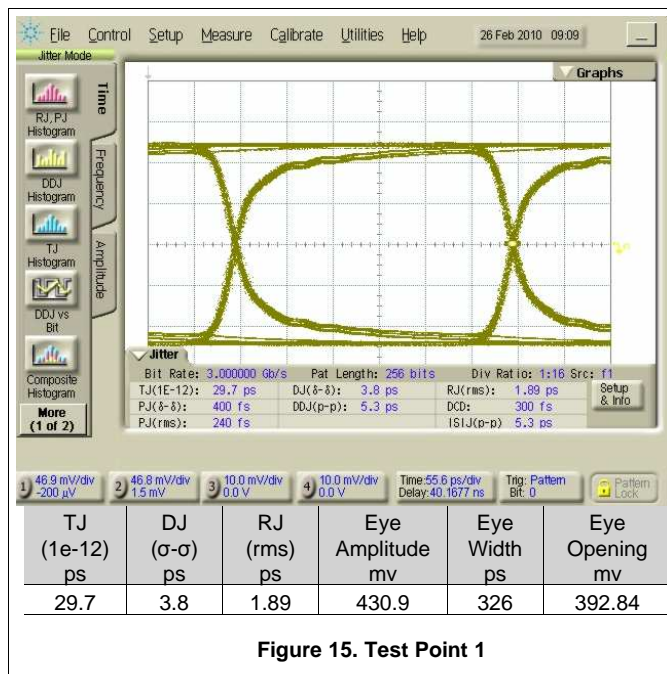 File Control Setup Measure Calibrate Utilities Help 26 Feb 2010 09:09
Jitter Mode
Graphs
RJ, PJ
Histogram
DDJ
Histogram
TJ
Histogram
DDJ vs
Bit
Composite
Histogram
More
(1 of 2)
Time
Frequency
Amplitude
Jitter
Bit Rate: 3.000000 Gb/s Pat Length: 256 bits Div Ratio: 1:16 Src: f1
TJ(1E-12): 29.7 ps DJ(δ-δ): 3.8 ps RJ(rms): 1.89 ps
PJ(δ-δ): 400 fs DDJ(p-p): 5.3 ps DCD: 300 fs
PJ(rms): 240 fs ISIJ(p-p) 5.3 ps
Setup
& Info
1 46.9 mV/div -200 µV
2 46.8 mV/div 1.5 mV
3 10.0 mV/div 0.0 V
4 10.0 mV/div 0.0 V
Time:55.6 ps/div
Delay:40.1677 ns
Trig: Pattern
Bit: 0
Pattern
Lock
TJ DJ RJ Eye Eye Eye
(1e-12) (σ-σ) (rms) Amplitude Width Opening
ps ps ps mv ps mv
29.7 3.8 1.89 430.9 326 392.84
Figure 15. Test Point 1